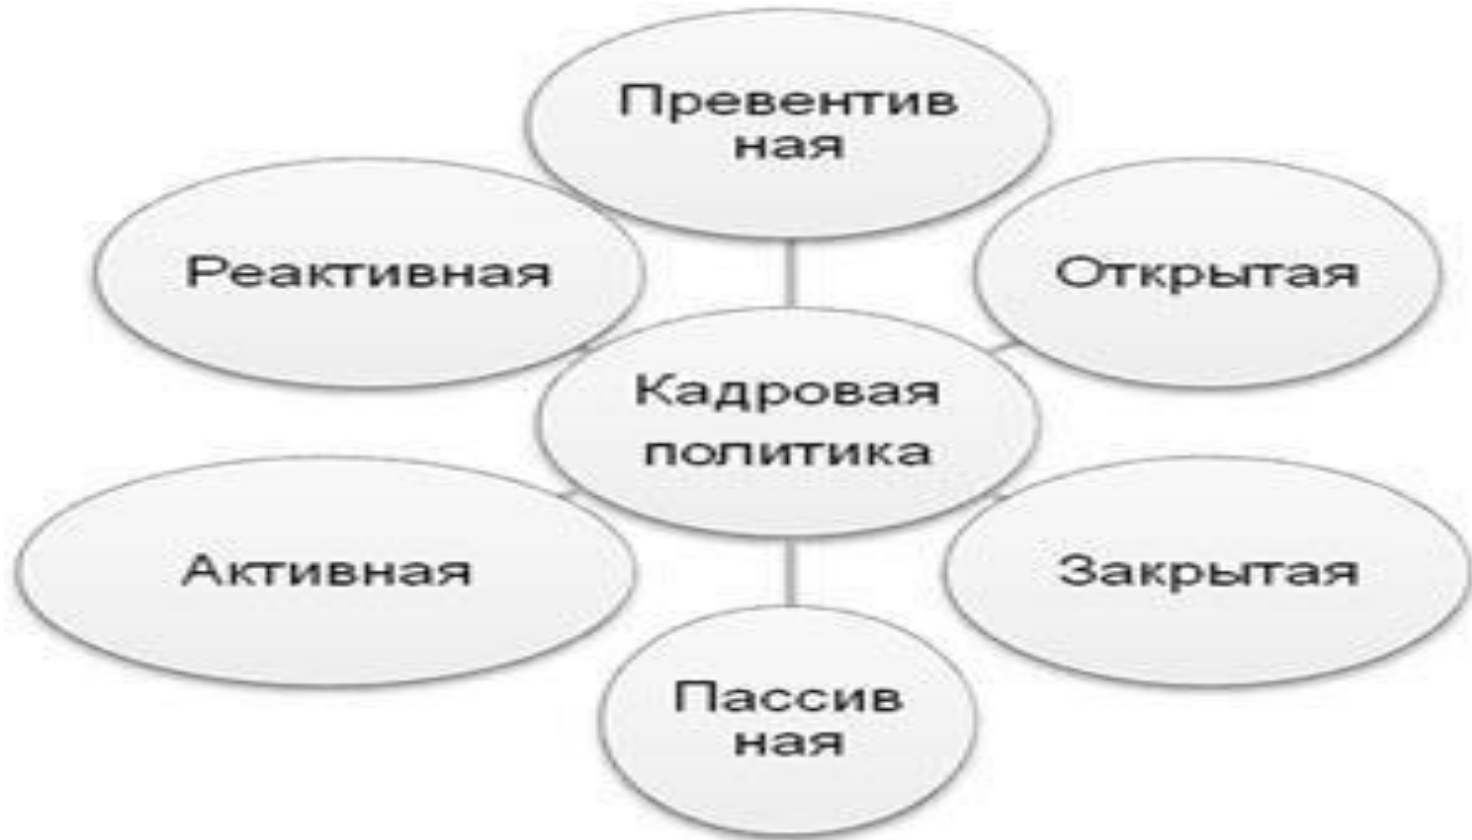 Превентив
ная
Реактивная
Открытая
Кадровая
политика
Активная
Закрытая
Пассив
ная